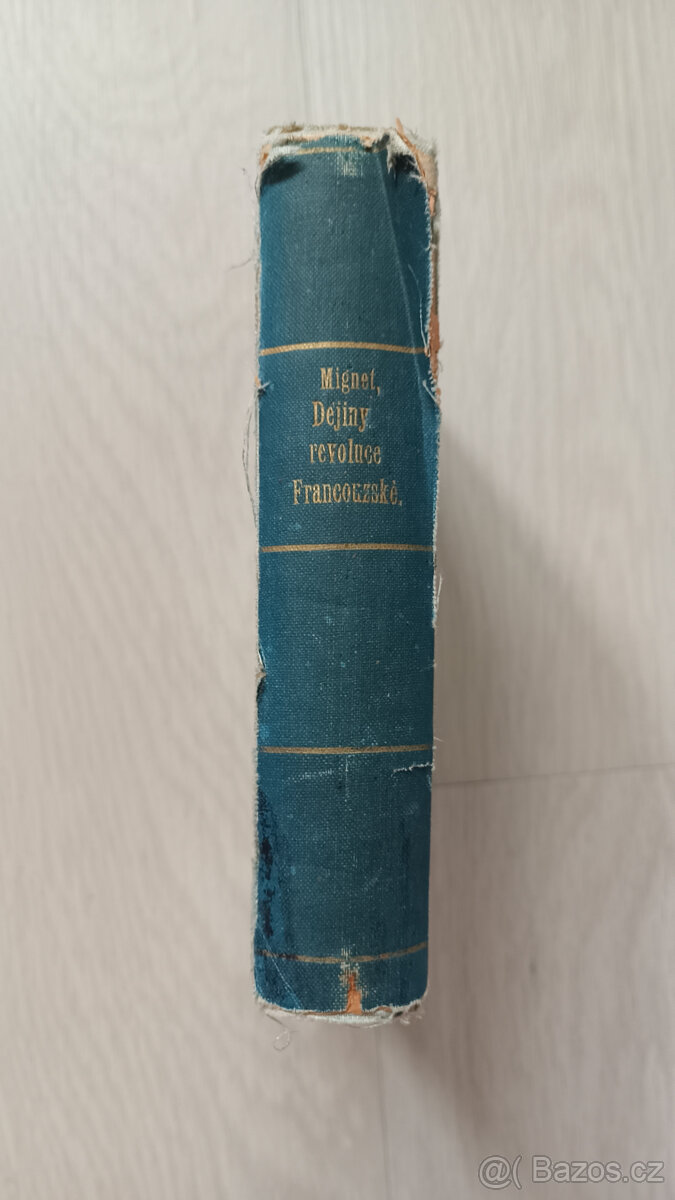 Mignet,
Dějiny
revoluce
Francouzské.
@( Bazos.cz